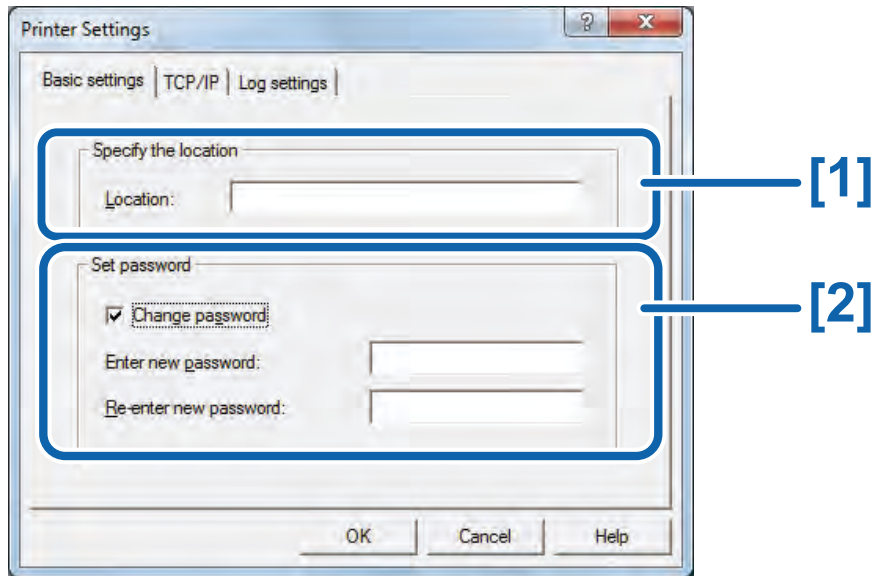 Printer Settings
Basic settings TCP/IP Log settings
Specify the location
Location:
[1]
Set password
Change password
[2]
Enter new password:
Re-enter new password:
OK Cancel Help